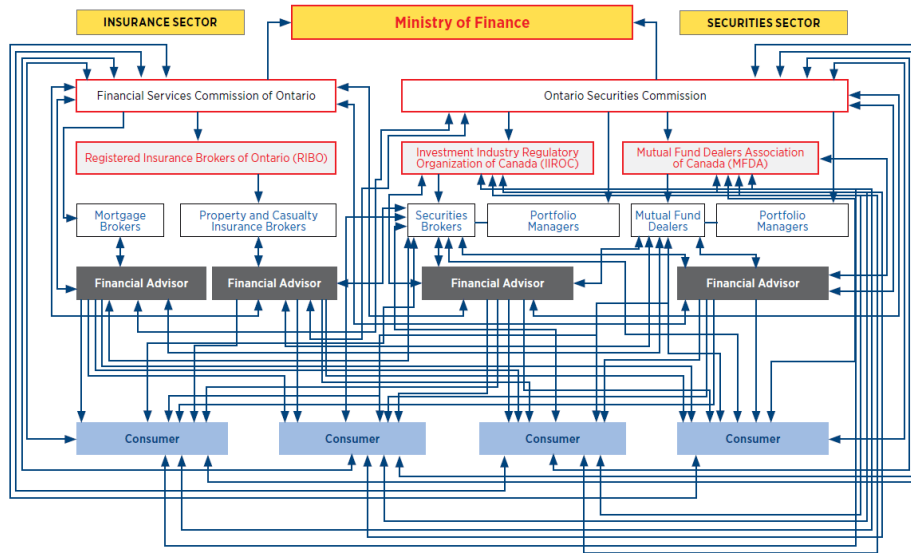 INSURANCE SECTOR
Ministry of Finance
SECURITIES SECTOR
Financial Services Commission of Ontario
Ontario Securities Commission
Registered Insurance Brokers of Ontario (RIBO)
Investment Industry Regulatory
Organization of Canada (IIROC)
Mutual Fund Dealers Association
of Canada (MFDA)
Mortgage
Brokers
Property and Casualty
Insurance Brokers
Securities
Brokers
Portfolio
Managers
Mutual Fund
Dealers
Portfolio
Managers
Financial Advisor
Financial Advisor
Financial Advisor
Financial Advisor
Consumer
Consumer
Consumer
Consumer